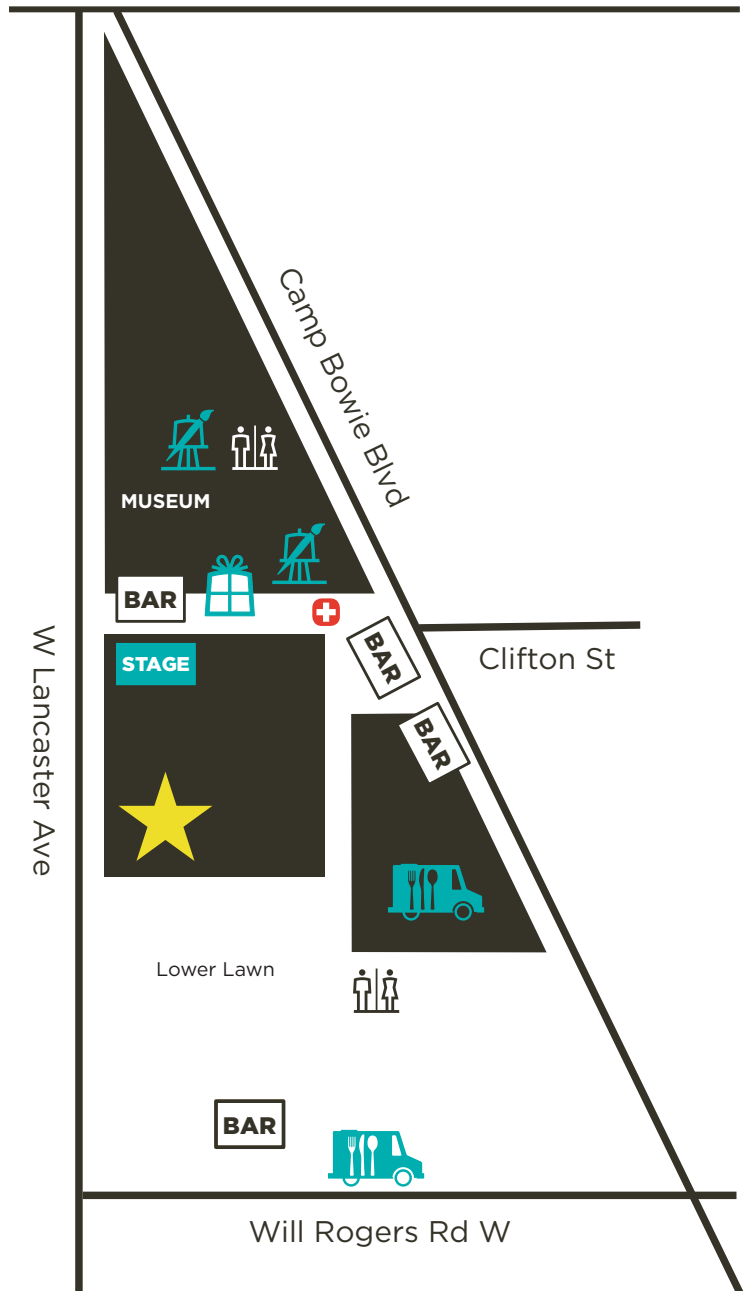 Camp Bowie Blvd
MUSEUM
BAR
STAGE
BAR
Clifton St
W Lancaster Ave
BAR
Lower Lawn
BAR
Will Rogers Rd W